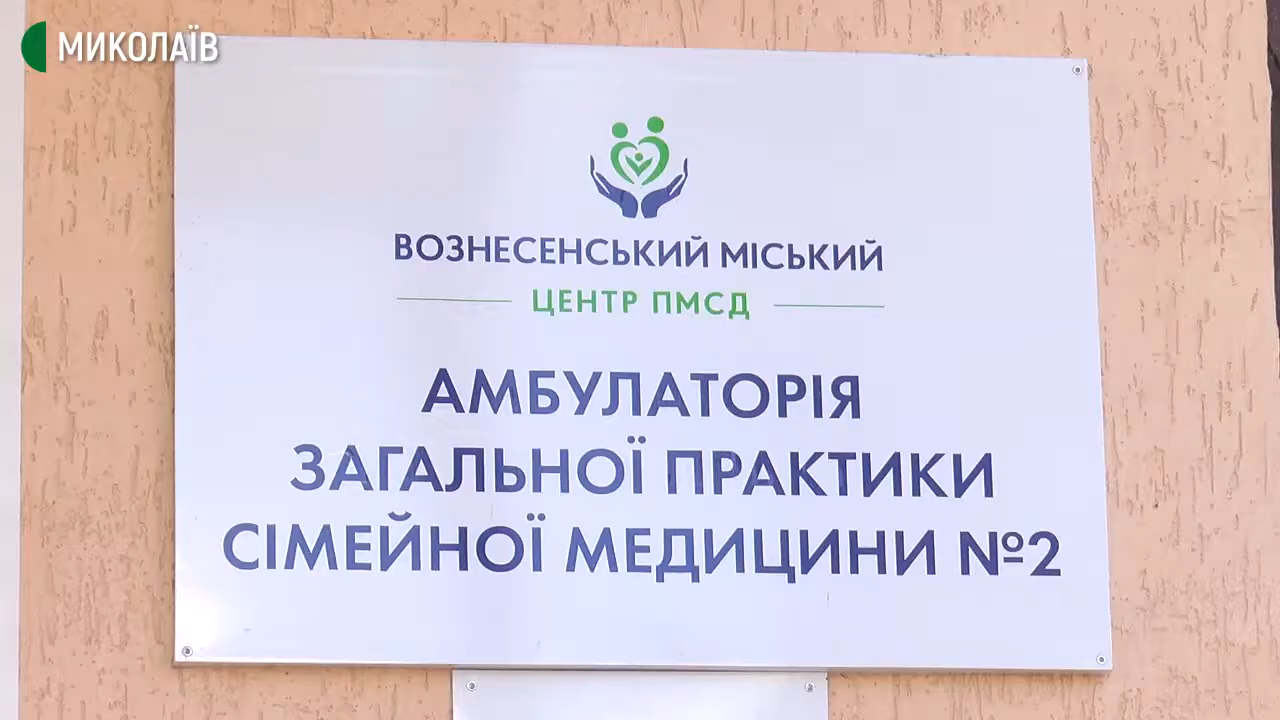 МИКОЛАЇВ
ВОЗНЕСЕНСЬКИЙ МІСЬКИЙ
ЦЕНТР ПМСД
АМБУЛАТОРІЯ
ЗАГАЛЬНОЇ ПРАКТИКИ
СІМЕЙНОЇ МЕДИЦИНИ №2